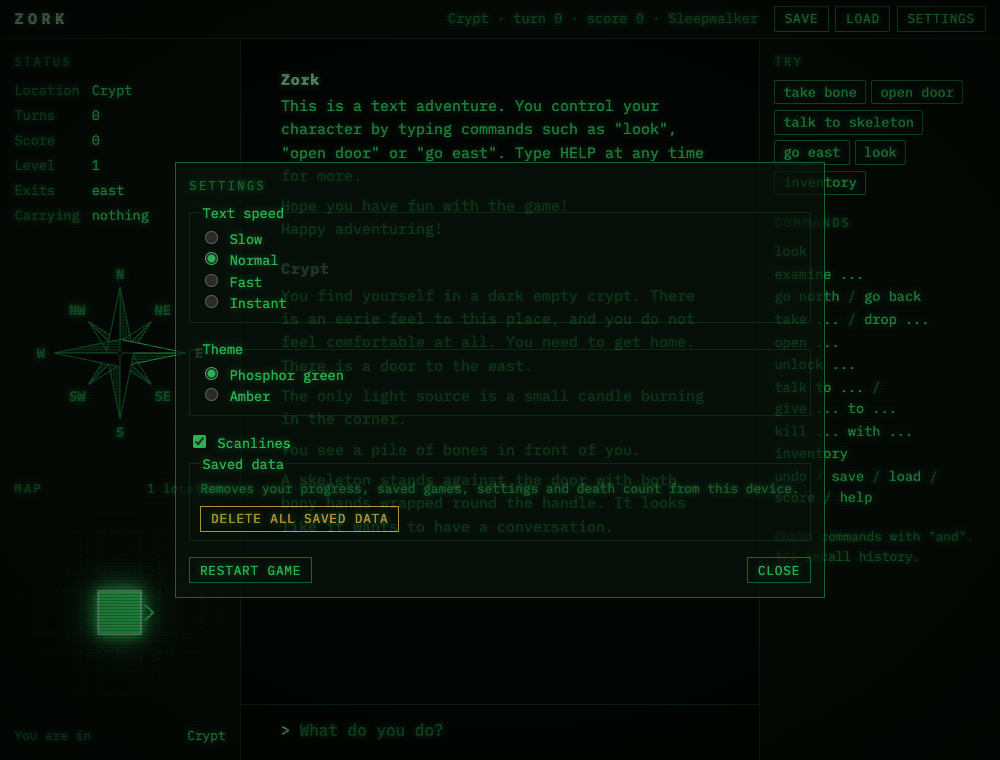 ZORK
Crypt · turn 0 · score 0 · Sleepwalker
SAVE
LOAD
SETTINGS
STATUS
Location Crypt
Turns 0
Score 0
Level 1
Exits east
Carrying nothing
N
NW
NE
W
E
SW
SE
S
MAP
1 loca
You are in Crypt
Zork
This is a text adventure. You control your
character by typing commands such as "look",
"open door" or "go east". Type HELP at any time
for more.
Hope you have fun with the game!
Happy adventuring!
Crypt
You find yourself in a dark empty crypt. There
is an eerie feel to this place, and you do not
feel comfortable at all. You need to get home.
There is a door to the east.
The only light source is a small candle burning
in the corner.
You see a pile of bones in front of you.
A skeleton stands against the door with both
bony hands wrapped round the handle. It looks
like it wants to have a conversation.
> What do you do?
SETTINGS
Text speed
Slow
Normal
Fast
Instant
Theme
Phosphor green
Amber
Scanlines
Saved data
Removes your progress, saved games, settings and death count from this device.
DELETE ALL SAVED DATA
RESTART GAME
CLOSE
TRY
take bone
open door
talk to skeleton
go east
look
inventory
COMMANDS
look
examine ...
go north / go back
take ... / drop ...
open ...
unlock ...
talk to ... /
give ... to ...
kill ... with ...
inventory
undo / save / load /
score / help
Chain commands with "and".
↑/↓ recall history.